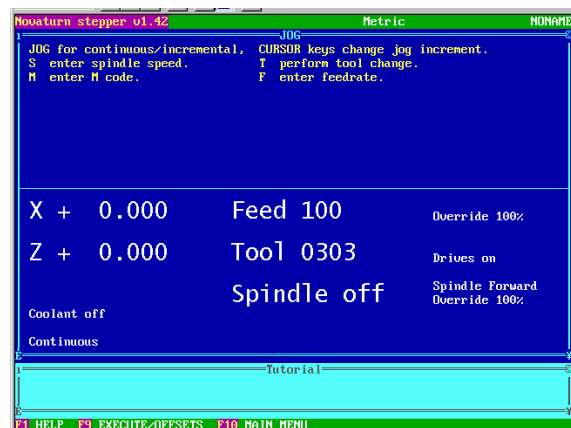 Novaturn stepper v1.42 Metric NONAME
JOG
JOG for continuous/incremental, CURSOR keys change jog increment.
S enter spindle speed. T perform tool change.
M enter M code. F enter feedrate.
X + 0.000 Feed 100 Override 100%
Z + 0.000 Tool 0303 Drives on
Spindle off Spindle Forward
Override 100%
Coolant off
Continuous
Tutorial
F1 HELP F9 EXECUTE/OFFSETS F10 MAIN MENU